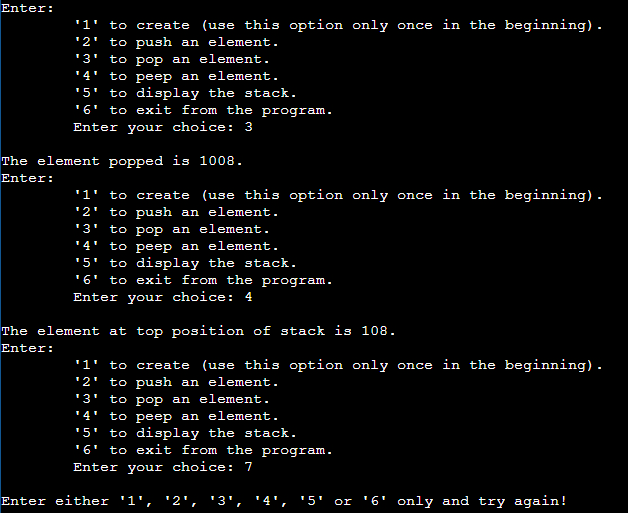 Enter:
'1' to create (use this option only once in the beginning).
'2' to push an element.
'3' to pop an element.
'4' to peep an element.
'5' to display the stack.
'6' to exit from the program.
Enter your choice: 3
The element popped is 1008.
Enter:
'1' to create (use this option only once in the beginning).
'2' to push an element.
'3' to pop an element.
'4' to peep an element.
'5' to display the stack.
'6' to exit from the program.
Enter your choice: 4
The element at top position of stack is 108.
Enter:
'1' to create (use this option only once in the beginning).
'2' to push an element.
'3' to pop an element.
'4' to peep an element.
'5' to display the stack.
'6' to exit from the program.
Enter your choice: 7
Enter either '1', '2', '3', '4', '5' or '6' only and try again!